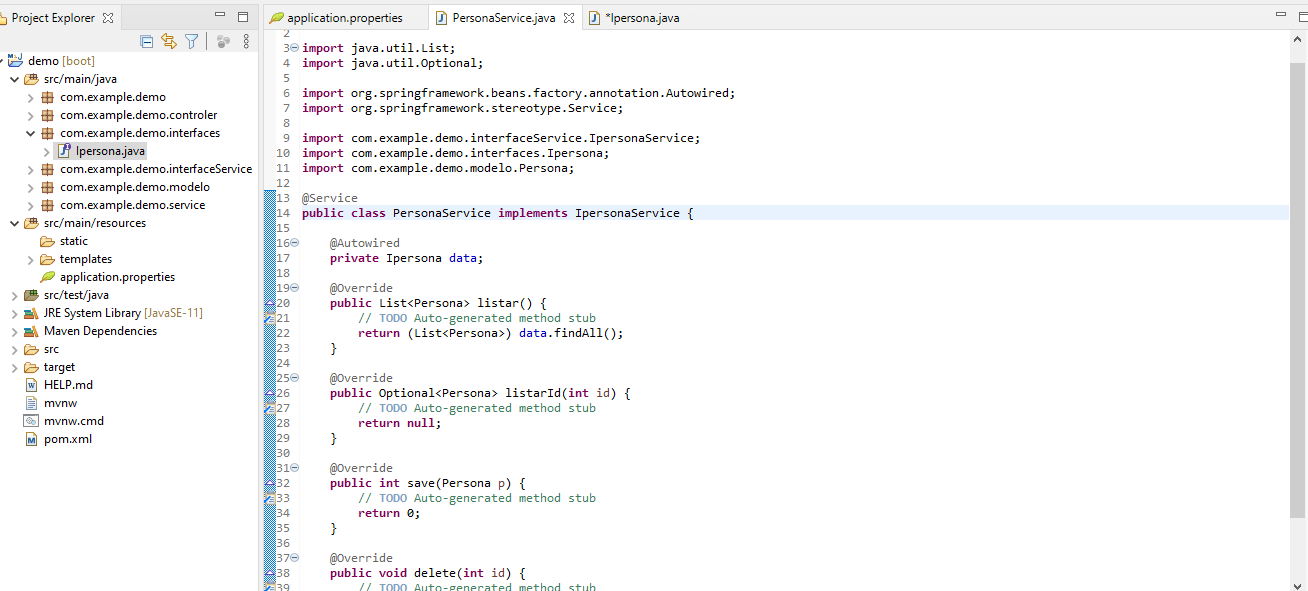 Project Explorer
demo [boot]
src/main/java
com.example.demo
com.example.demo.controler
com.example.demo.interfaces
Ipersona.java
com.example.demo.interfaceService
com.example.demo.modelo
com.example.demo.service
src/main/resources
static
templates
application.properties
src/test/java
JRE System Library [JavaSE-11]
Maven Dependencies
src
target
HELP.md
mvnw
mvnw.cmd
pom.xml
application.properties
PersonaService.java
*Ipersona.java
2
3 import java.util.List;
4 import java.util.Optional;
5
6 import org.springframework.beans.factory.annotation.Autowired;
7 import org.springframework.stereotype.Service;
8
9 import com.example.demo.interfaceService.IpersonaService;
10 import com.example.demo.interfaces.Ipersona;
11 import com.example.demo.modelo.Persona;
12
13 @Service
14 public class PersonaService implements IpersonaService {
15
16 @Autowired
17 private Ipersona data;
18
19 @Override
20 public List<Persona> listar() {
21 // TODO Auto-generated method stub
22 return (List<Persona>) data.findAll();
23 }
24
25 @Override
26 public Optional<Persona> listarId(int id) {
27 // TODO Auto-generated method stub
28 return null;
29 }
30
31 @Override
32 public int save(Persona p) {
33 // TODO Auto-generated method stub
34 return 0;
35 }
36
37 @Override
38 public void delete(int id) {
39 // TODO Auto-generated method stub